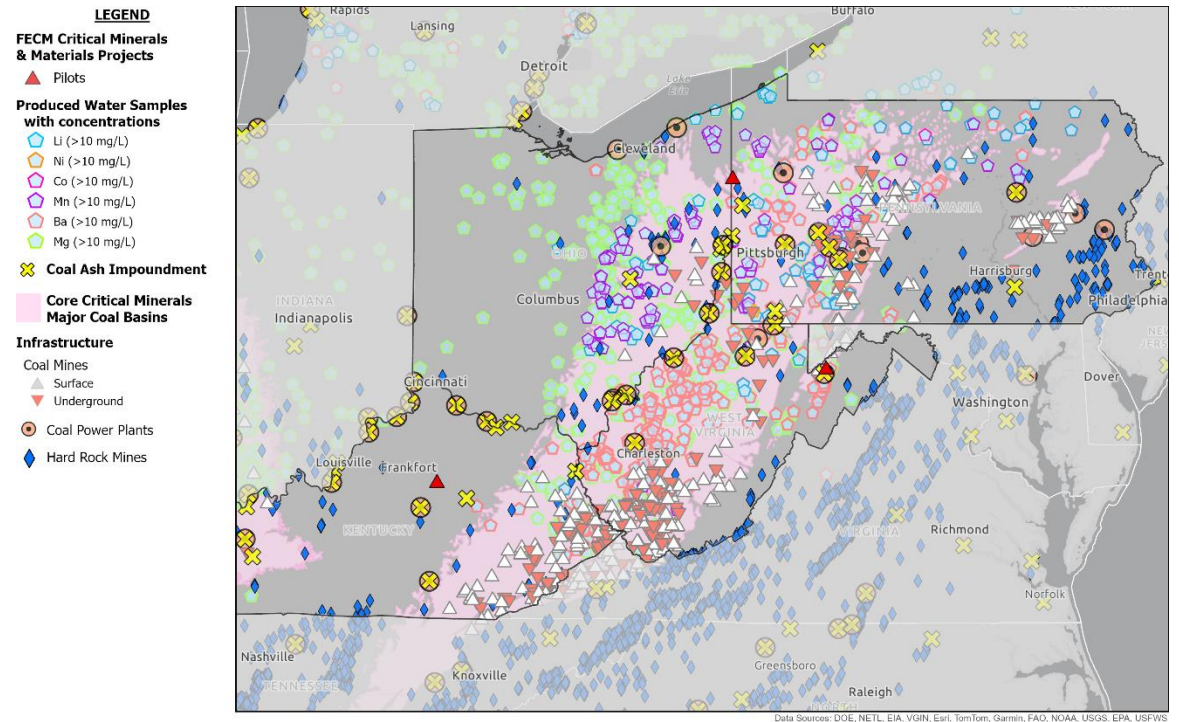 LEGEND
FECM Critical Minerals
& Materials Projects
Pilots
Produced Water Samples
with concentrations
Li (>10 mg/L)
Ni (>10 mg/L)
Co (>10 mg/L)
Mn (>10 mg/L)
Ba (>10 mg/L)
Mg (>10 mg/L)
Coal Ash Impoundment
Core Critical Minerals
Major Coal Basins
Infrastructure
Coal Mines
Surface
Underground
Coal Power Plants
Hard Rock Mines
Rapids
Lansing
Buffalo
Detroit
Lake
Erie
Cleveland
PENNSYLVANIA
OHIO
Pittsburgh
Harrisburg
Trento
Columbus
Philadelphia
INDIANA
Indianapolis
NEW
JERS
Cincinnati
Dover
Washington
WEST
VIRGINIA
Charleston
Louisville
Frankfort
KENTUCKY
VIRGINIA
Richmond
Norfolk
Nashville
Knoxville
Greensboro
TENNESSEE
Raleigh
NORTH
Data Sources: DOE, NETL, EIA, VGIN, Esri, TomTom, Garmin, FAO, NOAA, USGS, EPA, USFWS